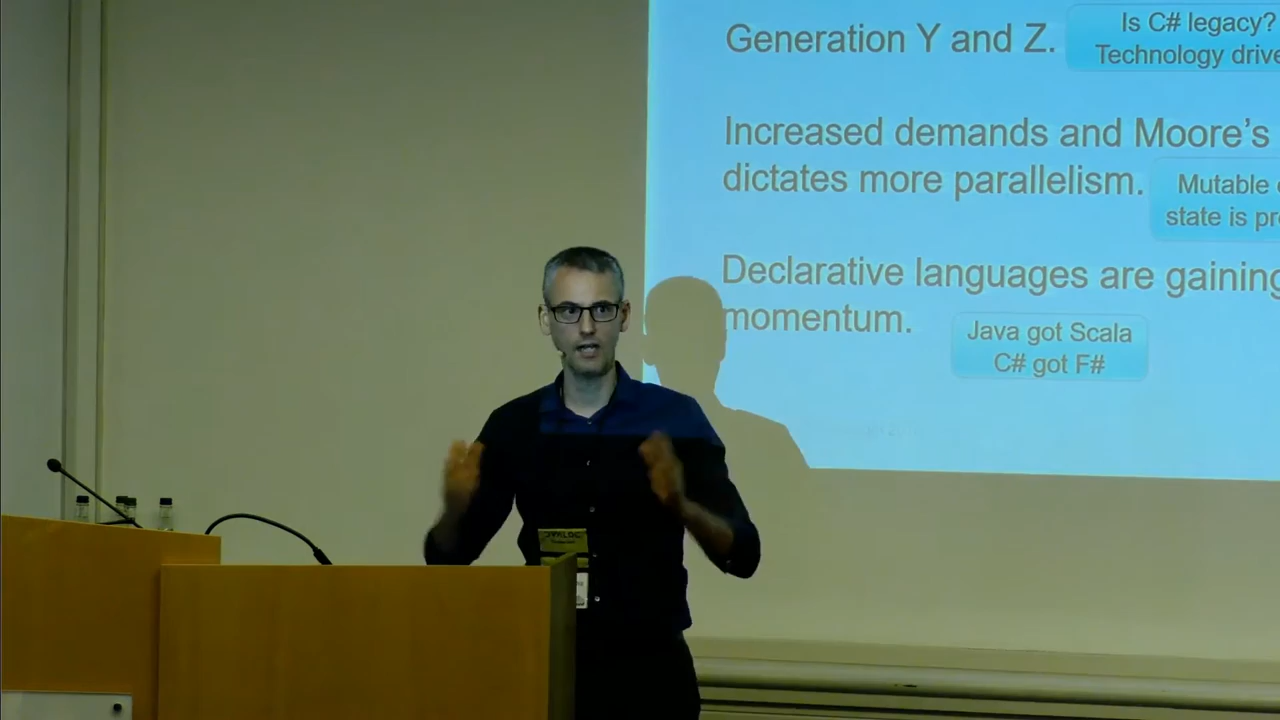 Generation Y and Z.
Is C# legacy?
Technology drive
Increased demands and Moore's
dictates more parallelism.
Mutable
state is pr
Declarative languages are gaining
momentum.
Java got Scala
C# got F#